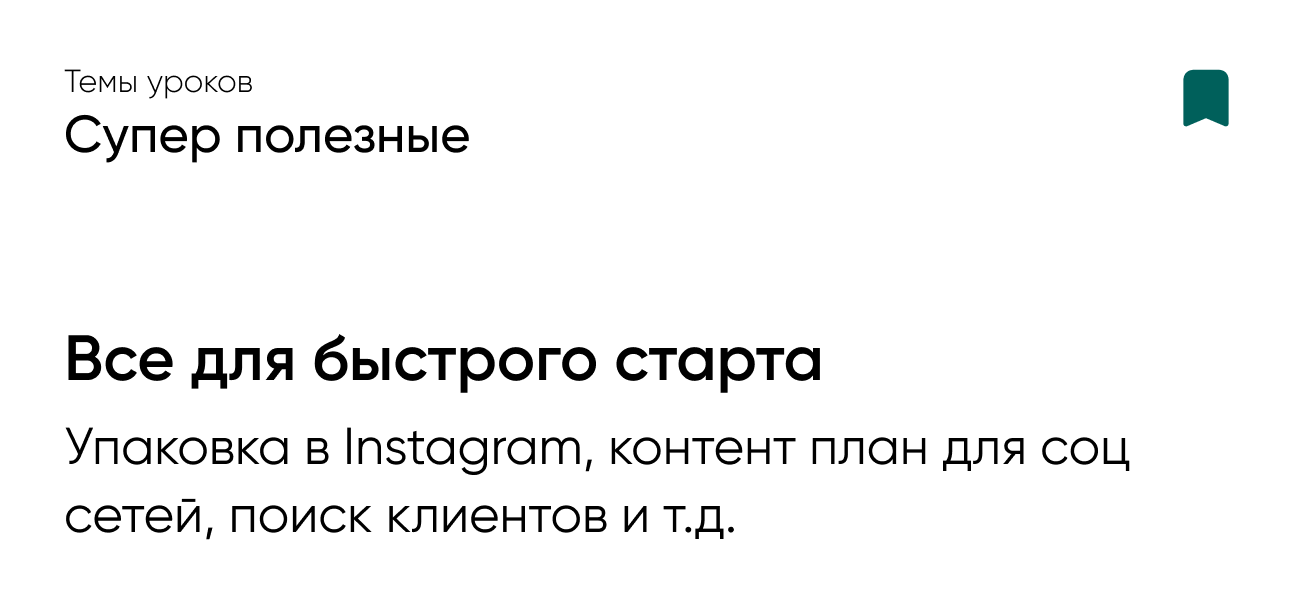 Темы уроков
Супер полезные
Все для быстрого старта
Упаковка в Instagram, контент план для соц
сетей, поиск клиентов и т.д.